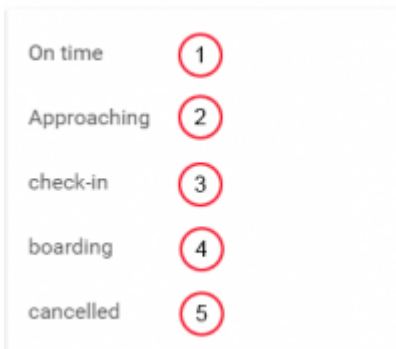 On time 1
Approaching 2
check-in 3
boarding 4
cancelled 5